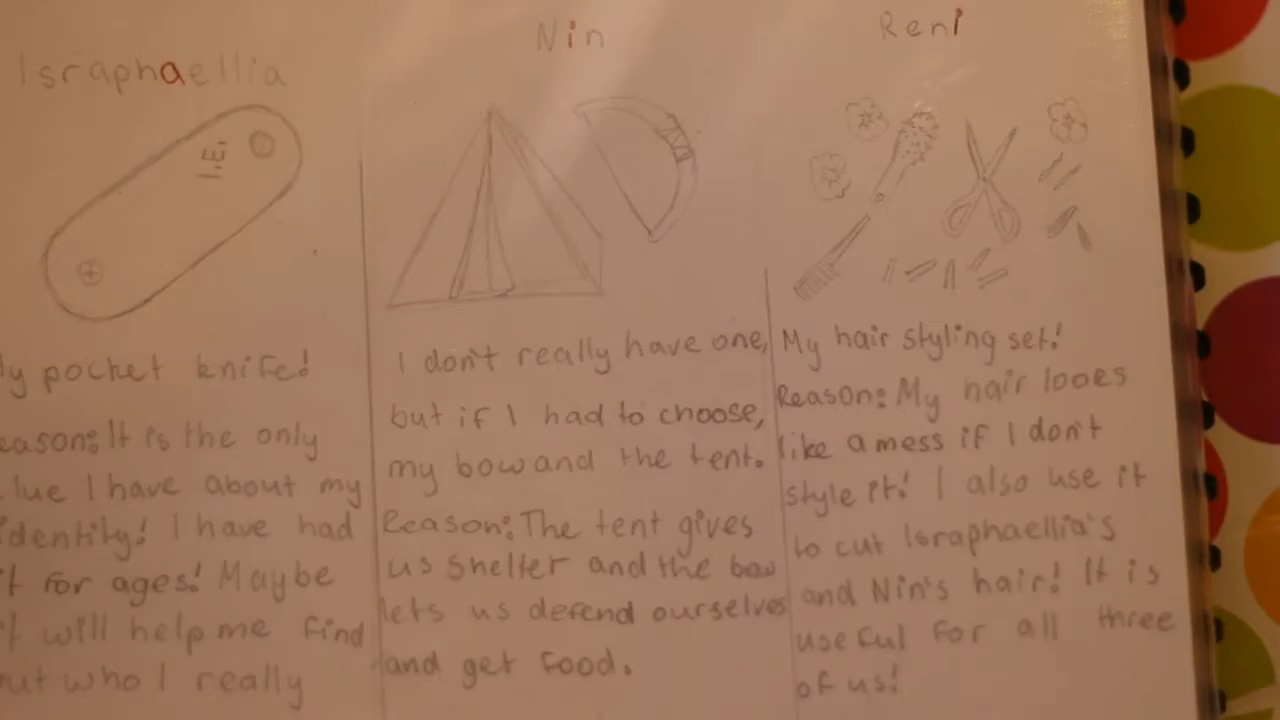 Israphaellia
I.E.
My pocket knife!
Reason: It is the only
clue I have about my
identity! I have had
it for ages! Maybe
it will help me find
out who I really
Nin
I don't really have one,
but if I had to choose,
my bow and the tent.
Reason: The tent gives
us shelter and the bow
lets us defend ourselves
and get food.
Reni
My hair styling set!
Reason: My hair looes
like a mess if I don't
style it! I also use it
to cut Israphaellia's
and Nin's hair! It is
useful for all three
of us!